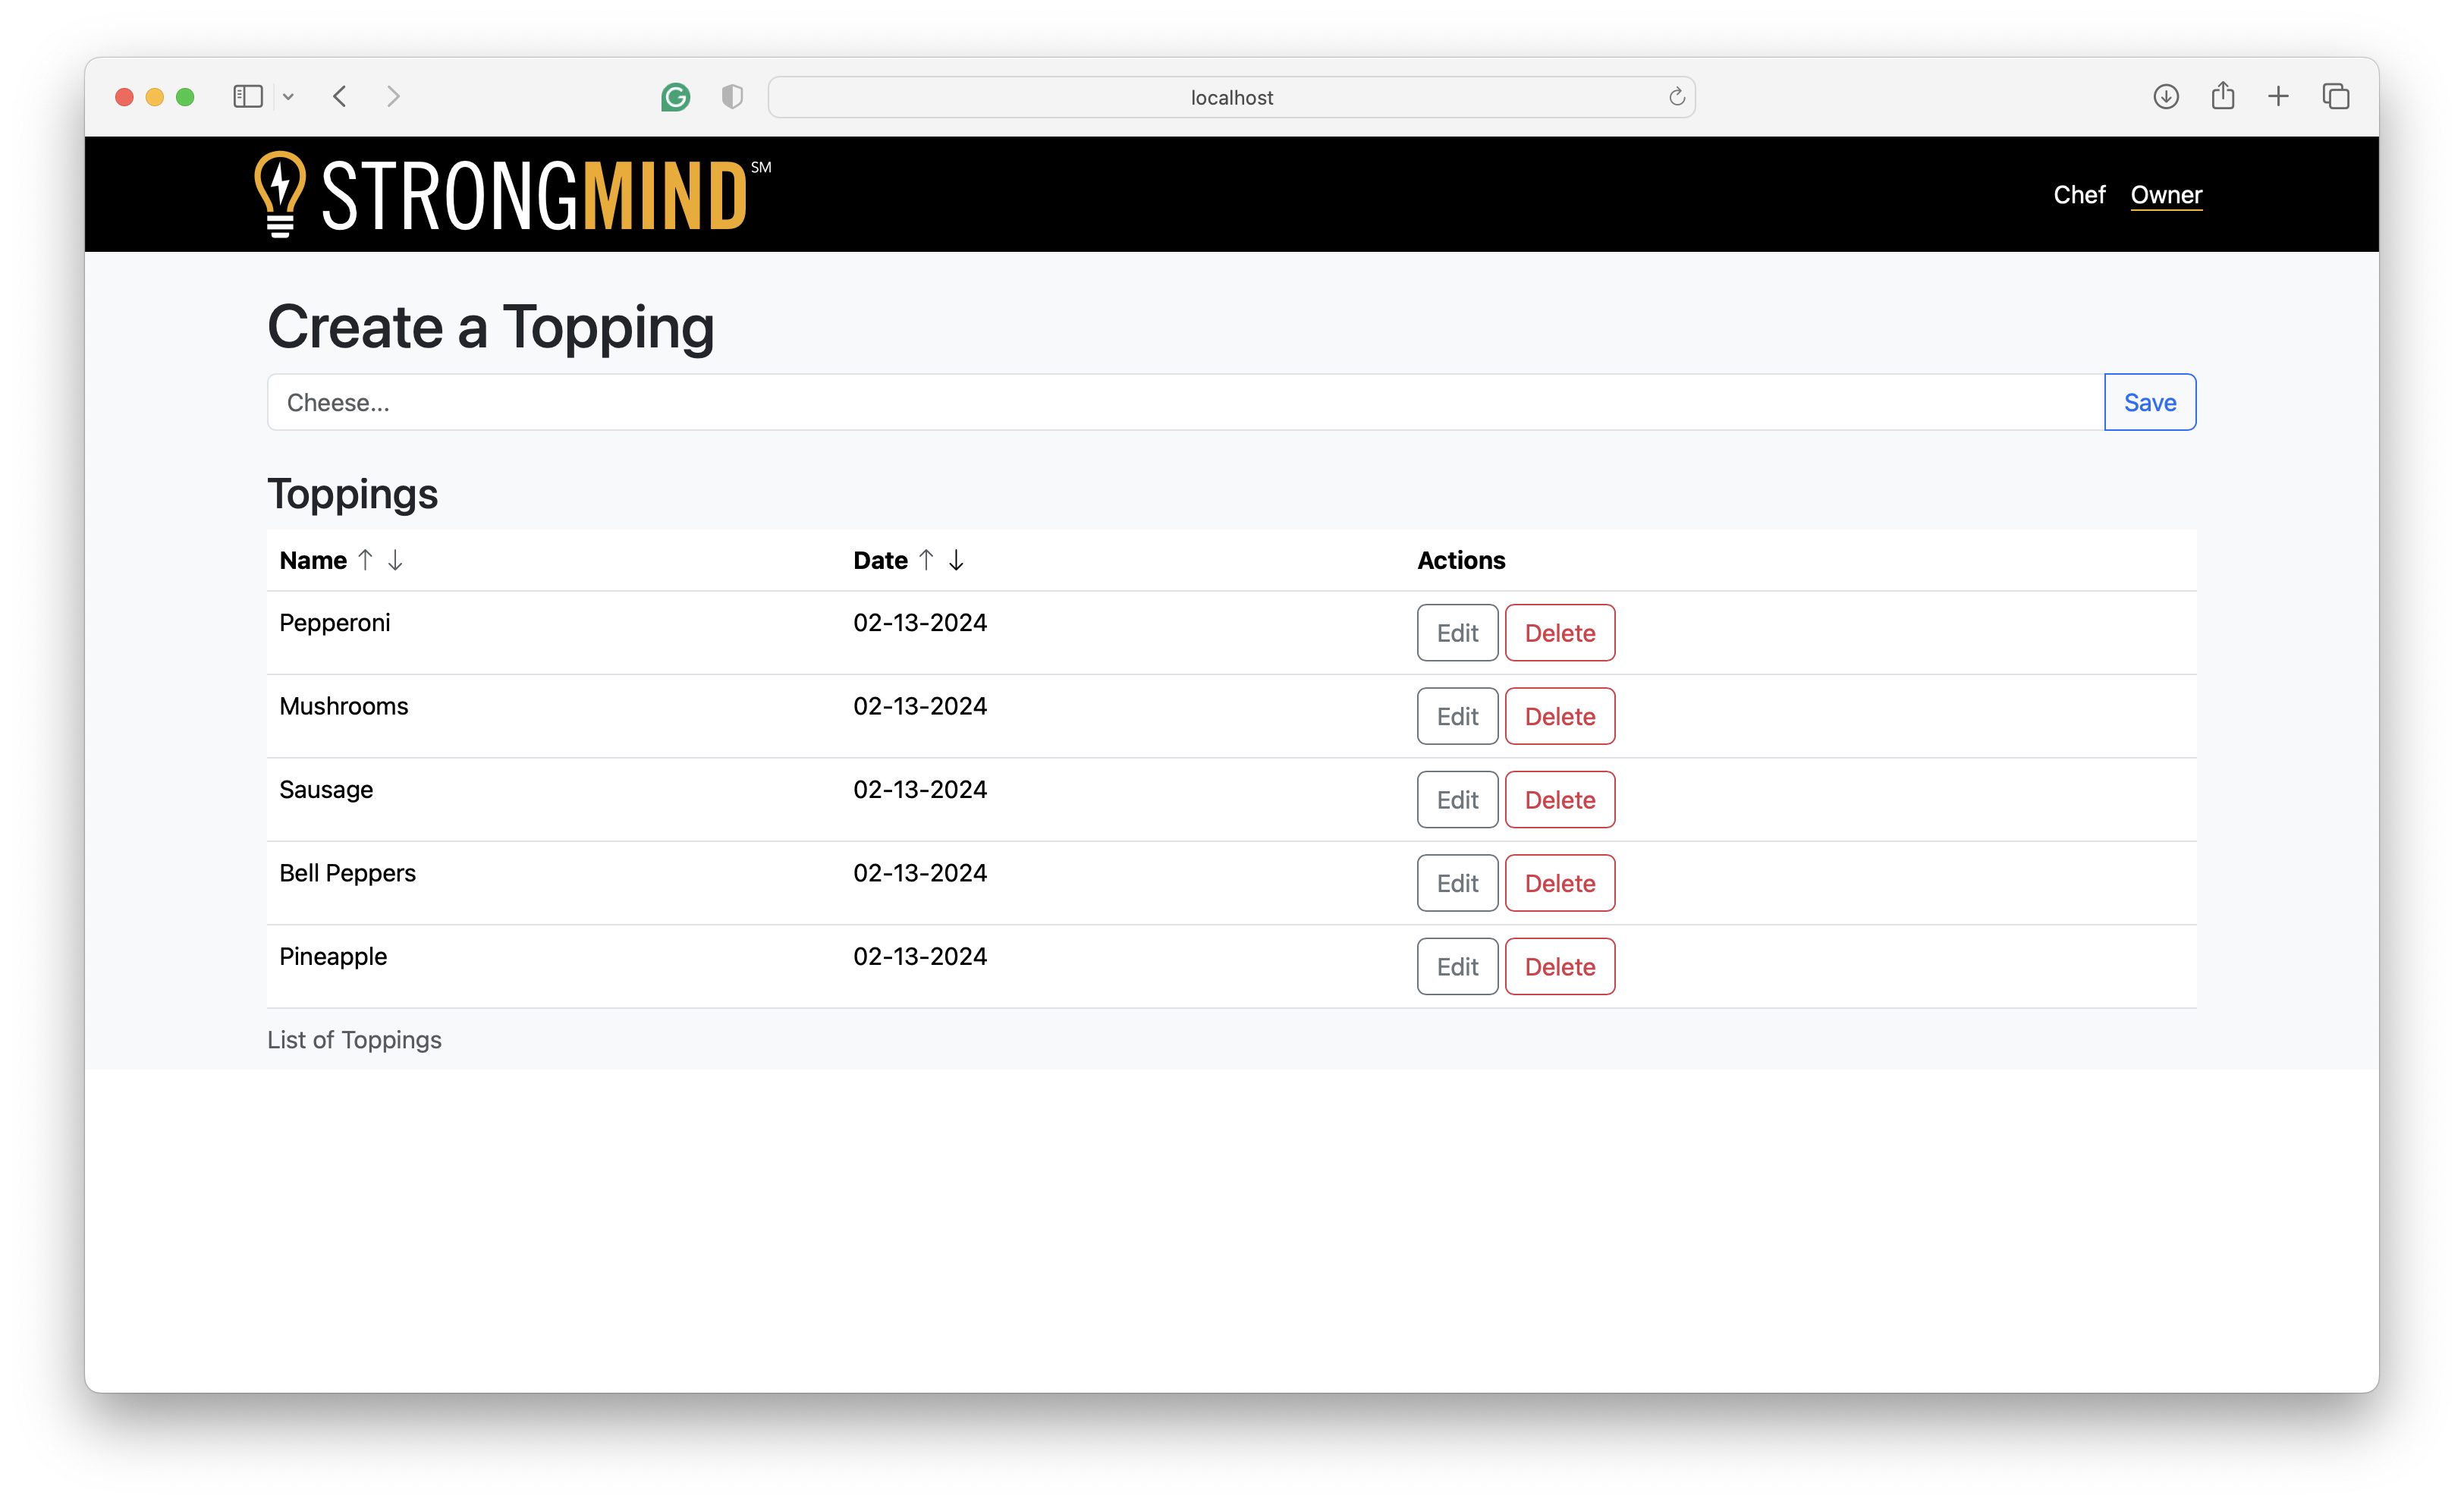 localhost
STRONGMIND SM
Chef Owner
Create a Topping
Cheese... Save
Toppings
Name ↑ ↓ Date ↑ ↓ Actions
Pepperoni 02-13-2024 Edit Delete
Mushrooms 02-13-2024 Edit Delete
Sausage 02-13-2024 Edit Delete
Bell Peppers 02-13-2024 Edit Delete
Pineapple 02-13-2024 Edit Delete
List of Toppings